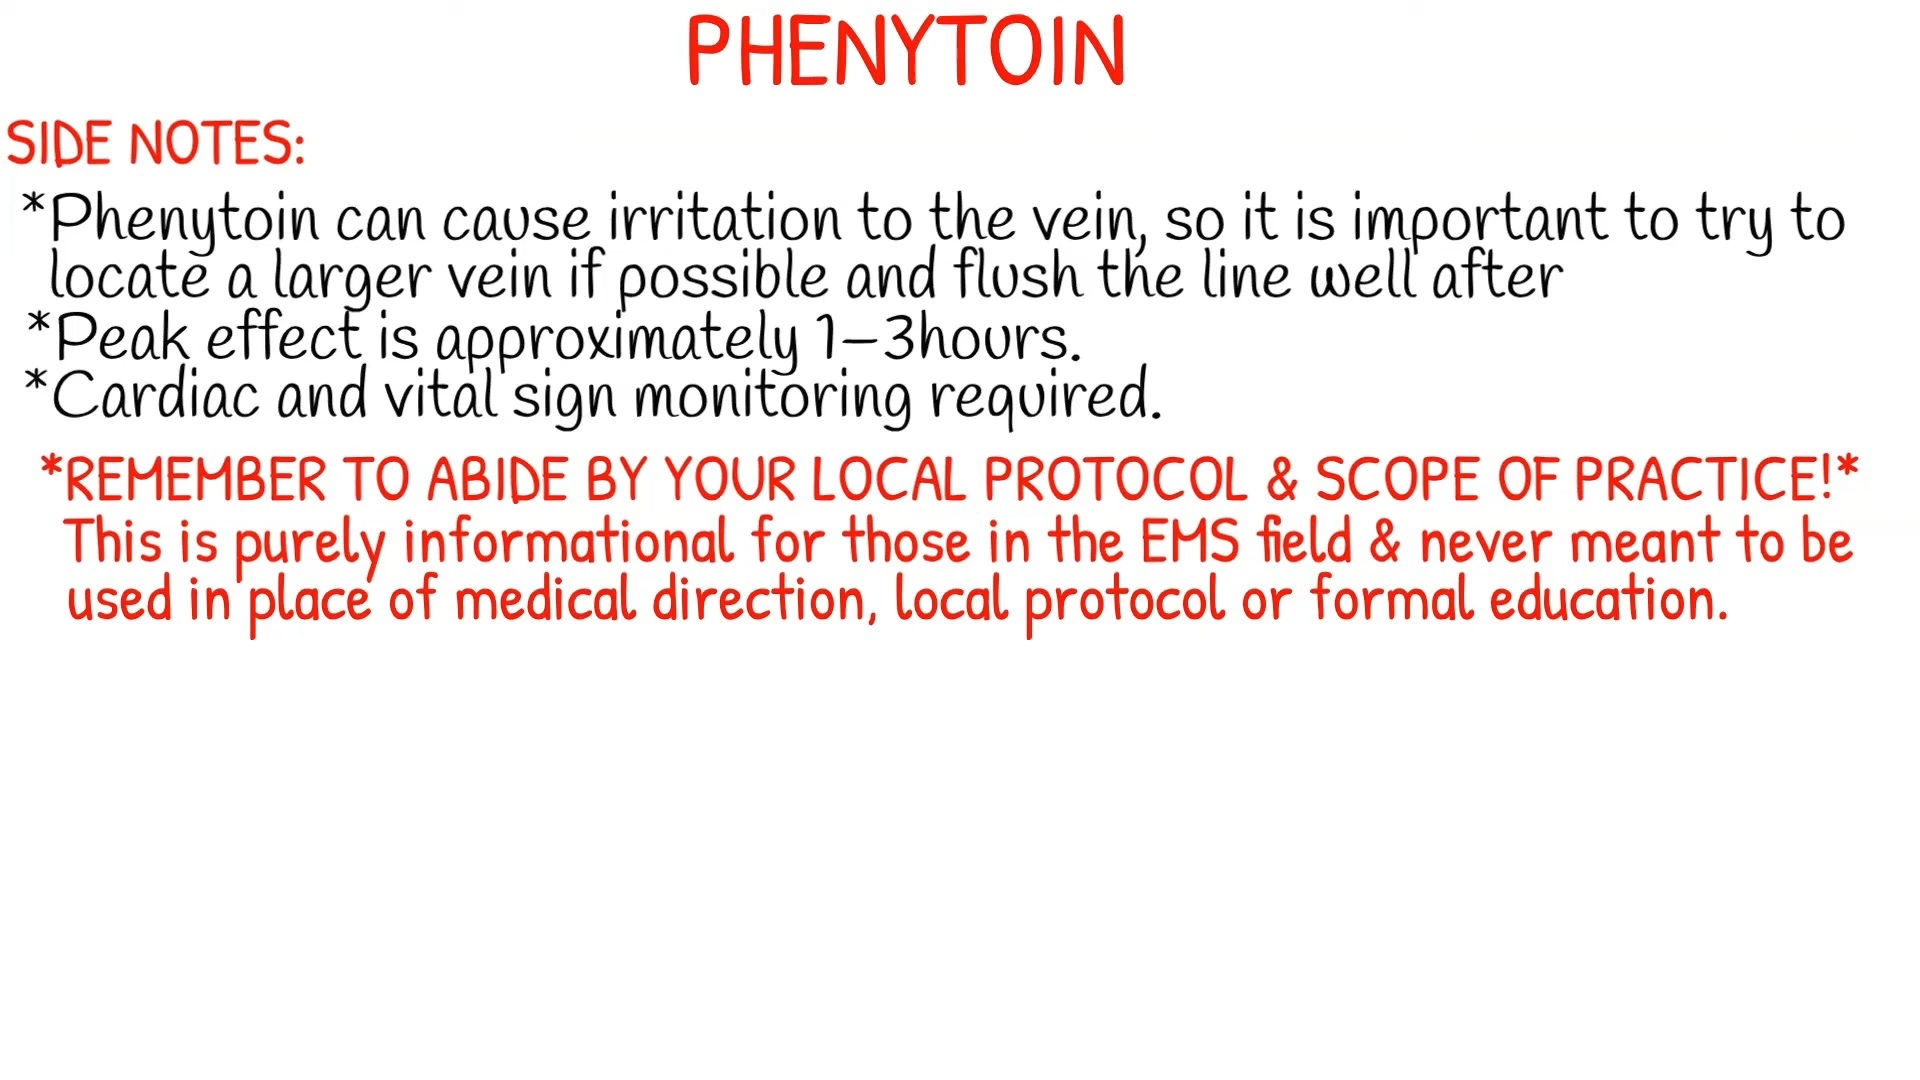 PHENYTOIN
SIDE NOTES:
*Phenytoin can cause irritation to the vein, so it is important to try to
locate a larger vein if possible and flush the line well after
*Peak effect is approximately 1–3hours.
*Cardiac and vital sign monitoring required.
*REMEMBER TO ABIDE BY YOUR LOCAL PROTOCOL & SCOPE OF PRACTICE!*
This is purely informational for those in the EMS field & never meant to be
used in place of medical direction, local protocol or formal education.